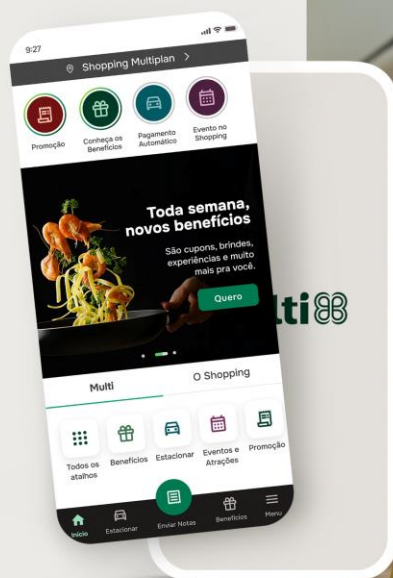 9:27
Shopping Multiplan >
Promoção
Conheça os
Benefícios
Pagamento
Automático
Evento no
Shopping
Toda semana,
novos benefícios
São cupons, brindes,
experiências e muito
mais pra você.
Quero
lti
Multi
O Shopping
Todos os
atalhos
Benefícios
Estacionar
Eventos e
Atrações
Promoção
Início
Estacionar
Enviar Notas
Benefícios
Menu